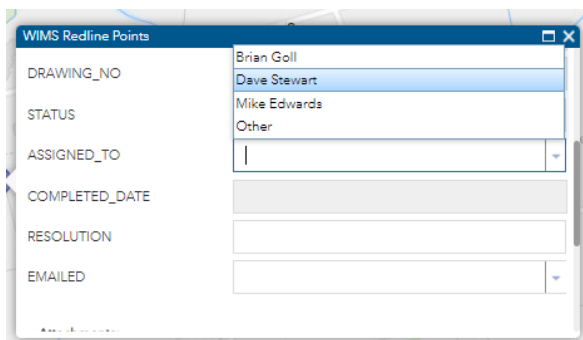 WIMS Redline Points
Brian Goll
DRAWING_NO
Dave Stewart
Mike Edwards
STATUS
Other
ASSIGNED_TO
COMPLETED_DATE
RESOLUTION
EMAILED